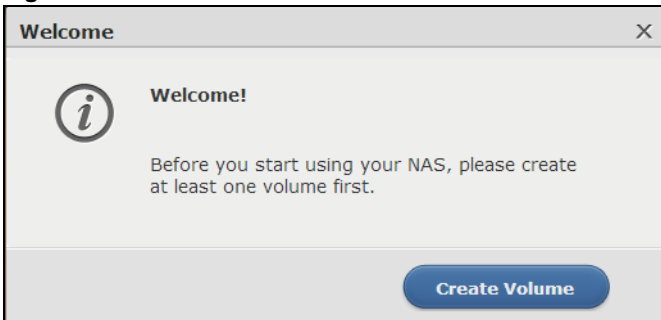 Welcome
Welcome!
Before you start using your NAS, please create
at least one volume first.
Create Volume